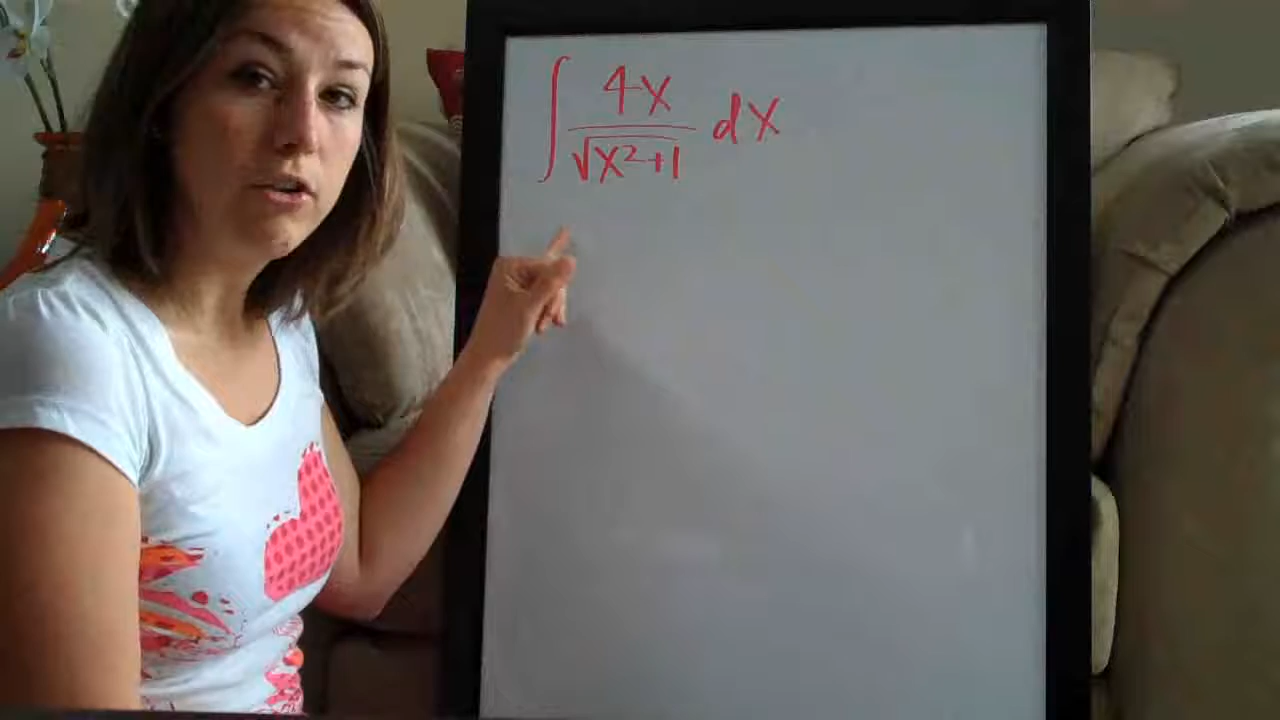 ∫ 4x / √(x²+1) dx